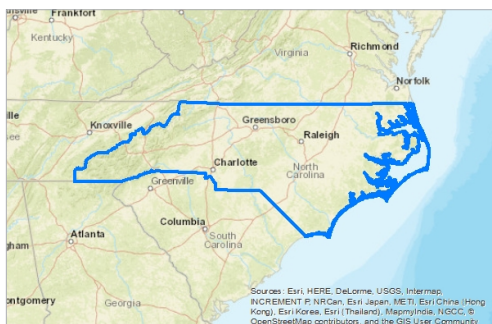 Frankfort
Kentucky
Virginia
Richmond
Norfolk
Knoxville
Greensboro
Raleigh
Charlotte
North
Carolina
Greenville
Columbia
South
Carolina
Atlanta
Georgia
Sources: Esri, HERE, DeLorme, USGS, Intermap,
INCREMENT P, NRCan, Esri Japan, METI, Esri China (Hong
Kong), Esri Korea, Esri (Thailand), MapmyIndia, NGCC, ©
OpenStreetMap contributors, and the GIS User Community